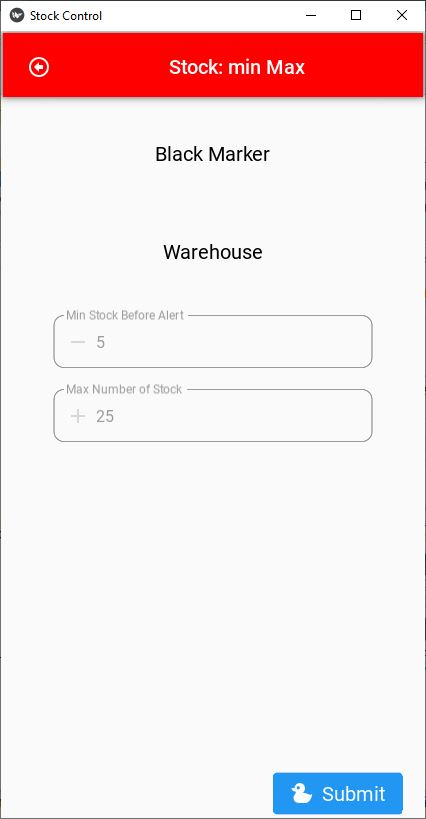 Stock Control
Stock: min Max
Black Marker
Warehouse
Min Stock Before Alert
5
Max Number of Stock
25
Submit